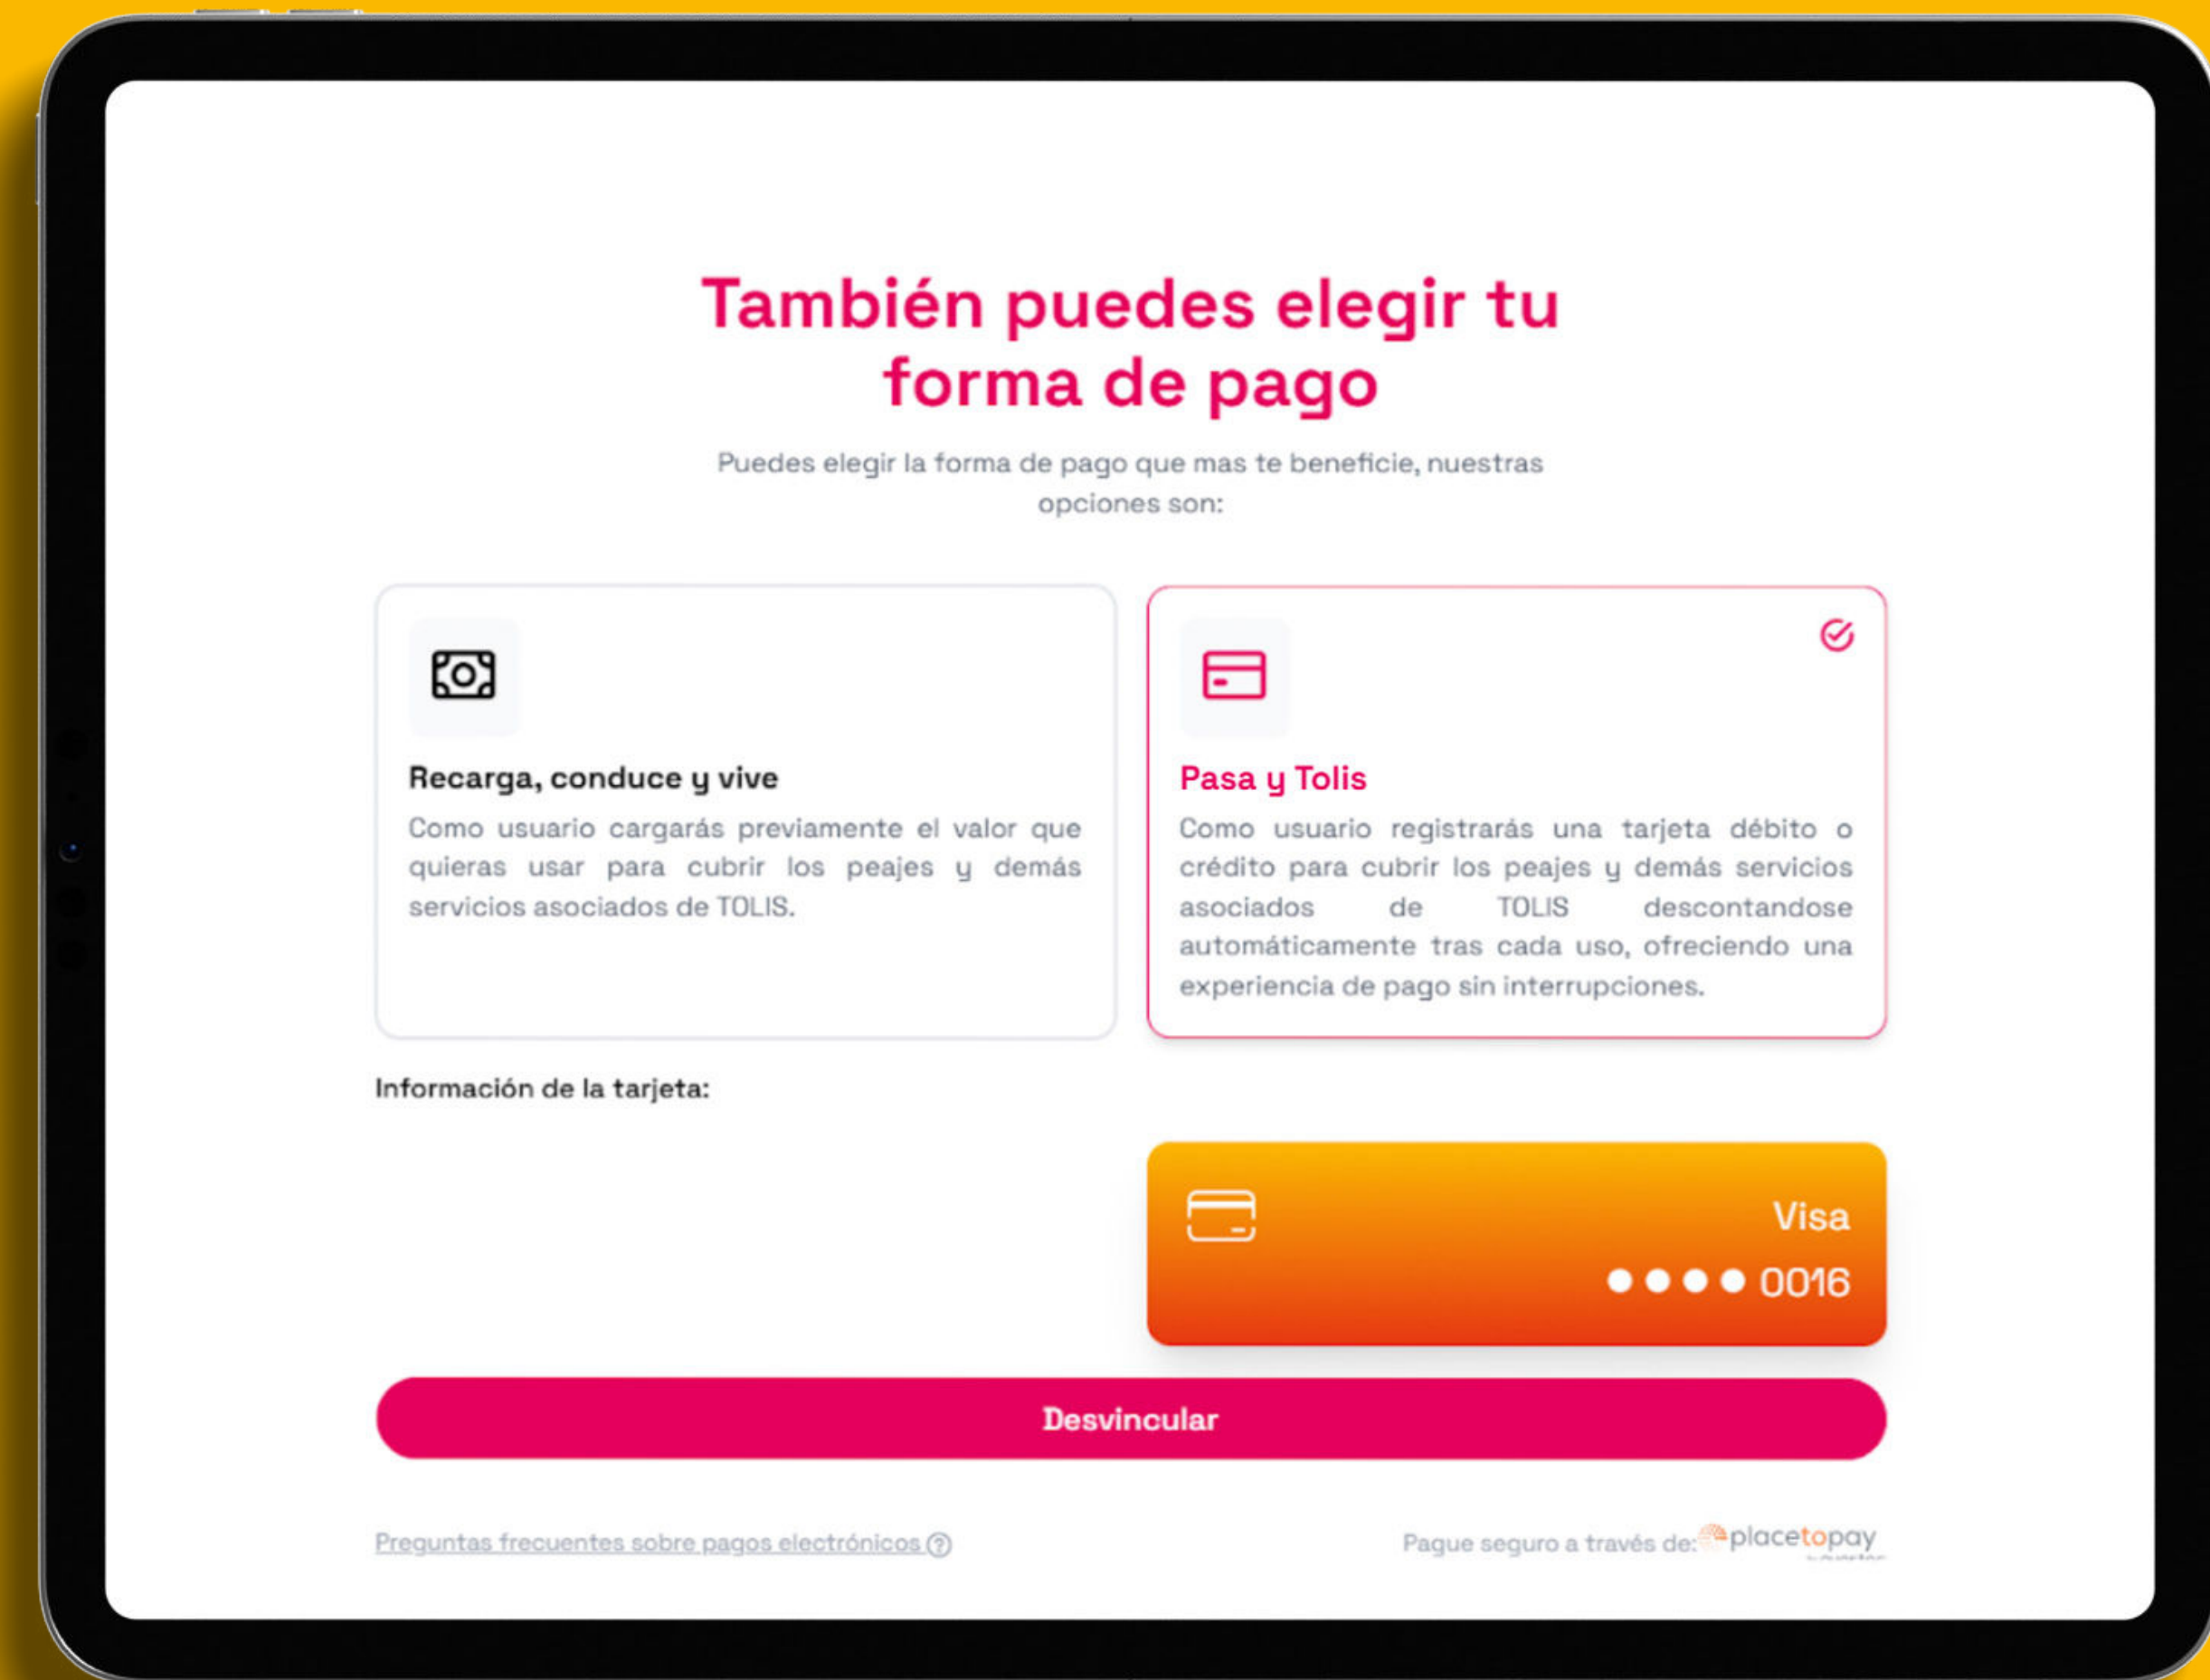 También puedes elegir tu
forma de pago
Puedes elegir la forma de pago que mas te beneficie, nuestras
opciones son:
Recarga, conduce y vive
Como usuario cargarás previamente el valor que
quieras usar para cubrir los peajes y demás
servicios asociados de TOLIS.
Pasa y Tolis
Como usuario registrarás una tarjeta débito o
crédito para cubrir los peajes y demás servicios
asociados de TOLIS descontandose
automáticamente tras cada uso, ofreciendo una
experiencia de pago sin interrupciones.
Información de la tarjeta:
Visa
●●●● 0016
Desvincular
Preguntas frecuentes sobre pagos electrónicos
Pague seguro a través de: placetopay